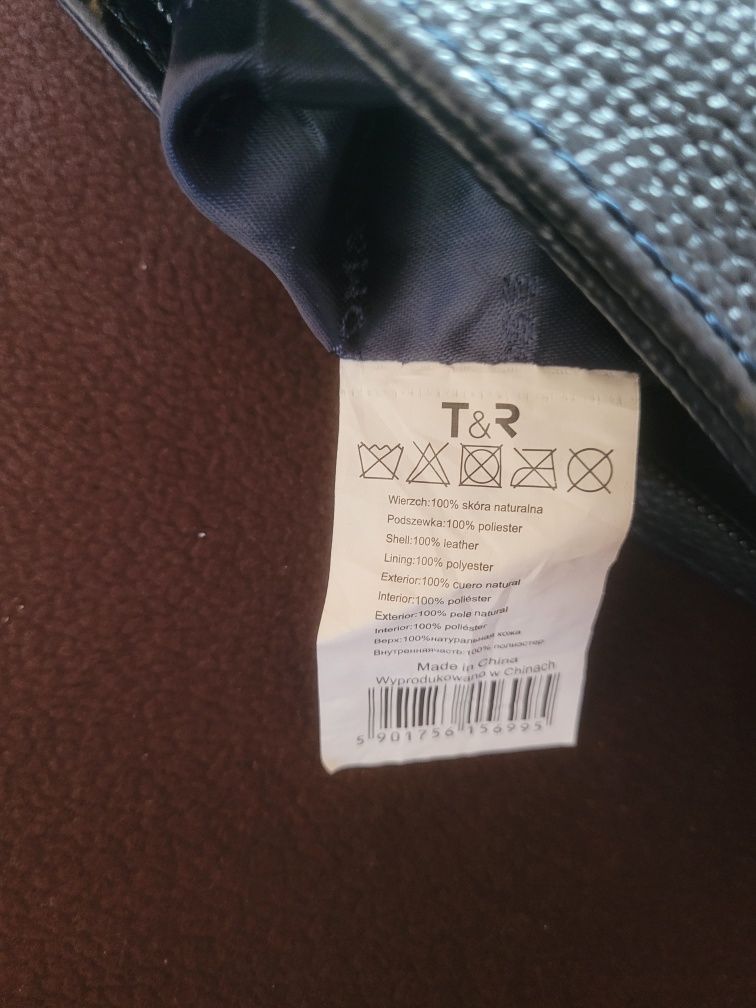 T&R
Wierzch:100% skóra naturalna
Podszewka:100% poliester
Shell:100% leather
Lining:100% polyester
Exterior:100% cuero natural
Interior:100% poliéster
Exterior:100% pele natural
Interior:100% poliéster
Верх:100%натуральная кожа
Внутренняячасть:100% полиэстер
Made in China
Wyprodukowano w Chinach
5 901756 156995